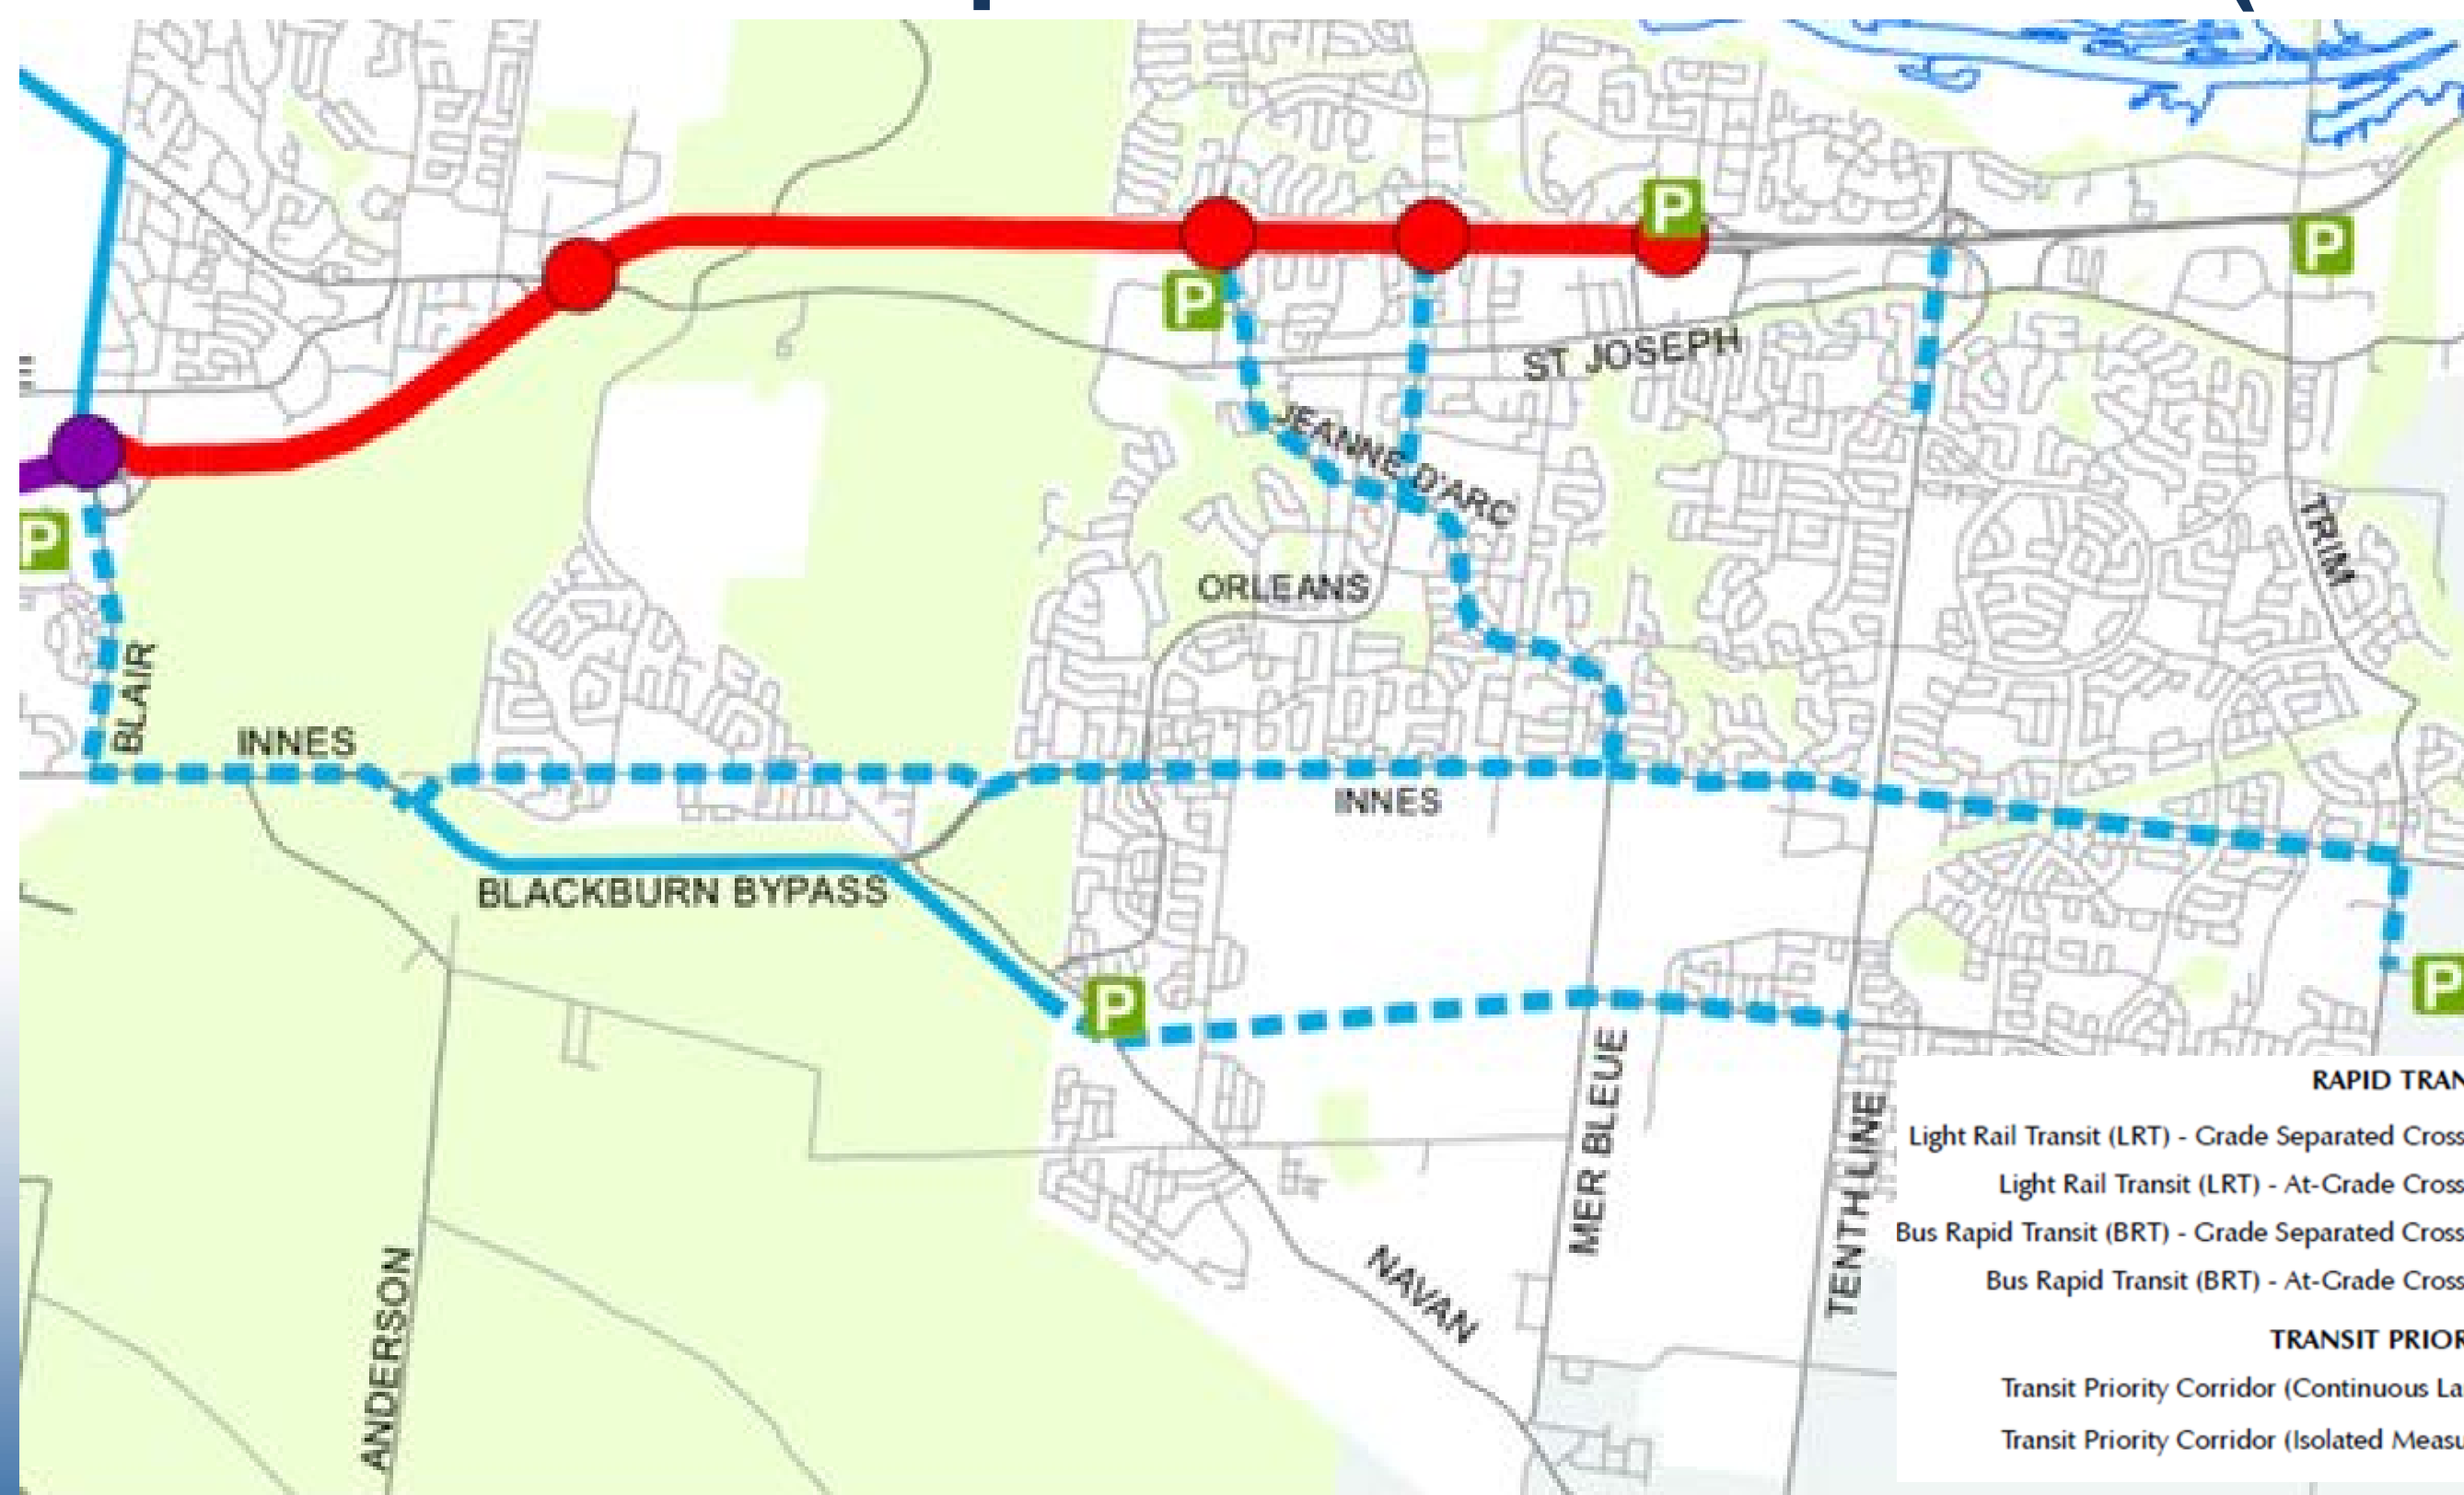 P
P
P
ST JOSEPH
JEANNE D'ARC
P
TRIM
ORLEANS
BLAIR
INNES
INNES
BLACKBURN BYPASS
P
P
MER BLEUE
TENTH LINE
ANDERSON
NAVAN
RAPID TRAN
Light Rail Transit (LRT) - Grade Separated Cross
Light Rail Transit (LRT) - At-Grade Cross
Bus Rapid Transit (BRT) - Grade Separated Cross
Bus Rapid Transit (BRT) - At-Grade Cross
TRANSIT PRIOR
Transit Priority Corridor (Continuous La
Transit Priority Corridor (Isolated Measu